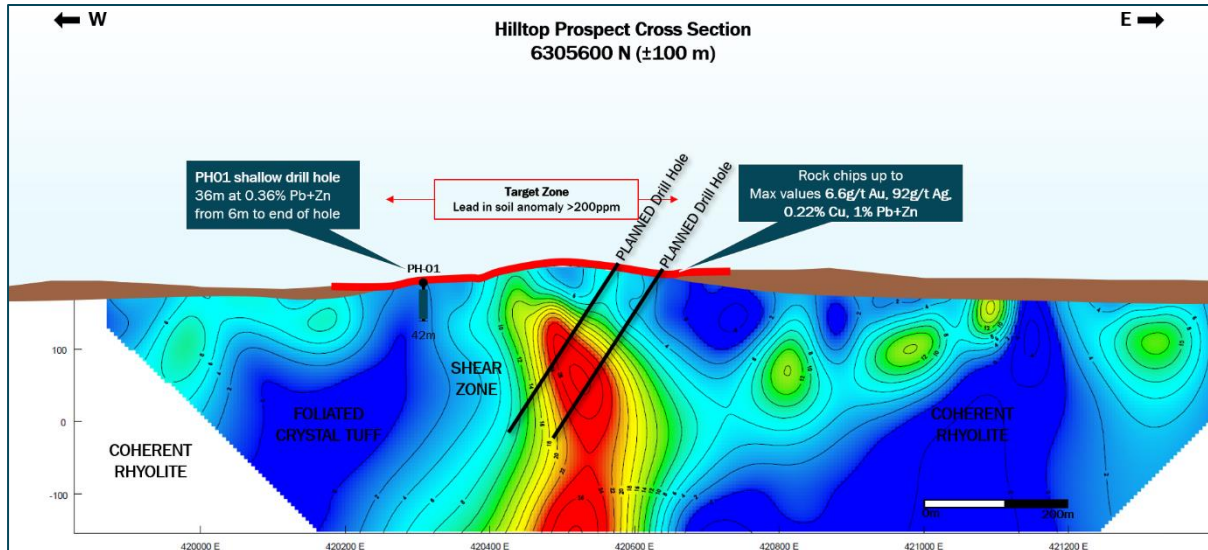 W
E
Hilltop Prospect Cross Section
6305600 N (±100 m)
PH01 shallow drill hole
36m at 0.36% Pb+Zn
from 6m to end of hole
Target Zone
Lead in soil anomaly >200ppm
PLANNED Drill Hole
PLANNED Drill Hole
Rock chips up to
Max values 6.6g/t Au, 92g/t Ag,
0.22% Cu, 1% Pb+Zn
PH-01
42m
SHEAR
ZONE
FOLIATED
CRYSTAL TUFF
COHERENT
RHYOLITE
COHERENT
RHYOLITE
100
0
-100
0m
200m
420000 E
420200 E
420400 E
420600 E
420800 E
421000 E
421200 E